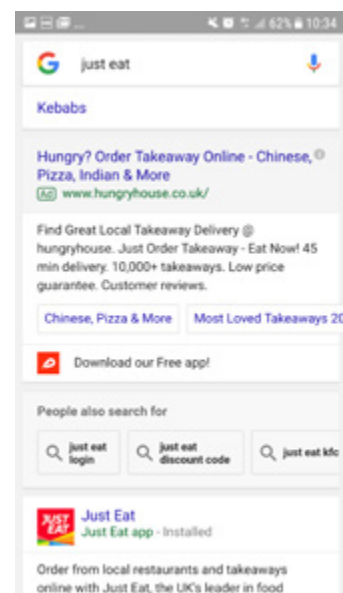 62% 10:34
G just eat
Kebabs
Hungry? Order Takeaway Online - Chinese,
Pizza, Indian & More
Ad www.hungryhouse.co.uk/
Find Great Local Takeaway Delivery @
hungryhouse. Just Order Takeaway - Eat Now! 45
min delivery. 10,000+ takeaways. Low price
guarantee. Customer reviews.
Chinese, Pizza & More Most Loved Takeaways 20
Download our Free app!
People also search for
just eat
login
just eat
discount code
just eat kfc
JUST
EAT
Just Eat
Just Eat app - Installed
Order from local restaurants and takeaways
online with Just Eat, the UK's leader in food